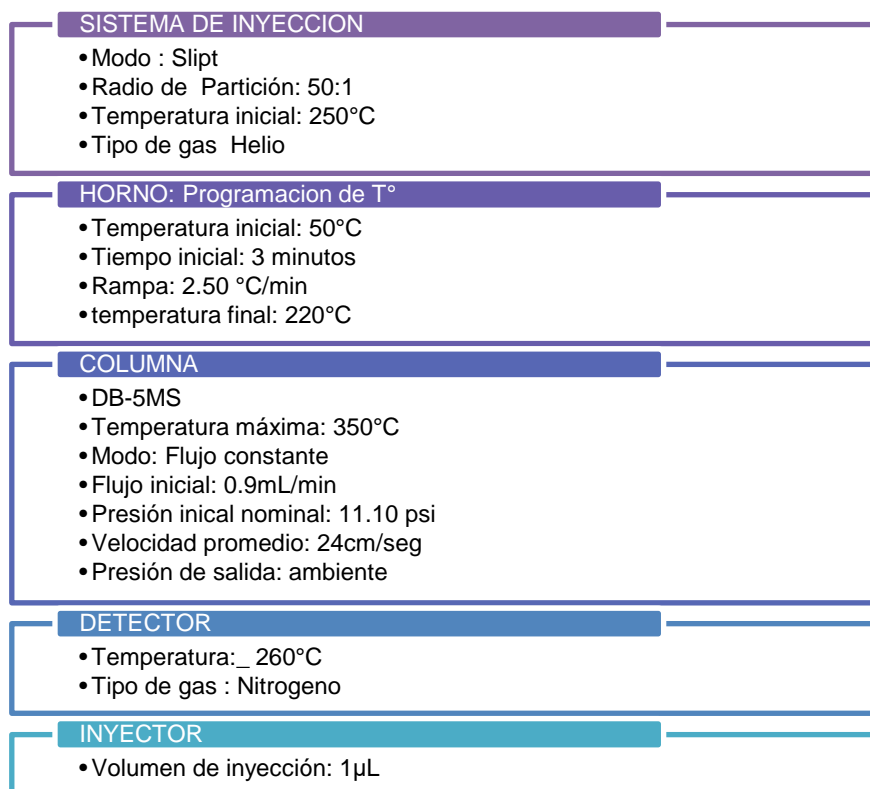 SISTEMA DE INYECCION
•Modo : Slipt
•Radio de Partición: 50:1
•Temperatura inicial: 250°C
•Tipo de gas Helio
HORNO: Programacion de T°
•Temperatura inicial: 50°C
•Tiempo inicial: 3 minutos
•Rampa: 2.50 °C/min
•temperatura final: 220°C
COLUMNA
•DB-5MS
•Temperatura máxima: 350°C
•Modo: Flujo constante
•Flujo inicial: 0.9mL/min
•Presión inical nominal: 11.10 psi
•Velocidad promedio: 24cm/seg
•Presión de salida: ambiente
DETECTOR
•Temperatura:_ 260°C
•Tipo de gas : Nitrogeno
INYECTOR
•Volumen de inyección: 1µL